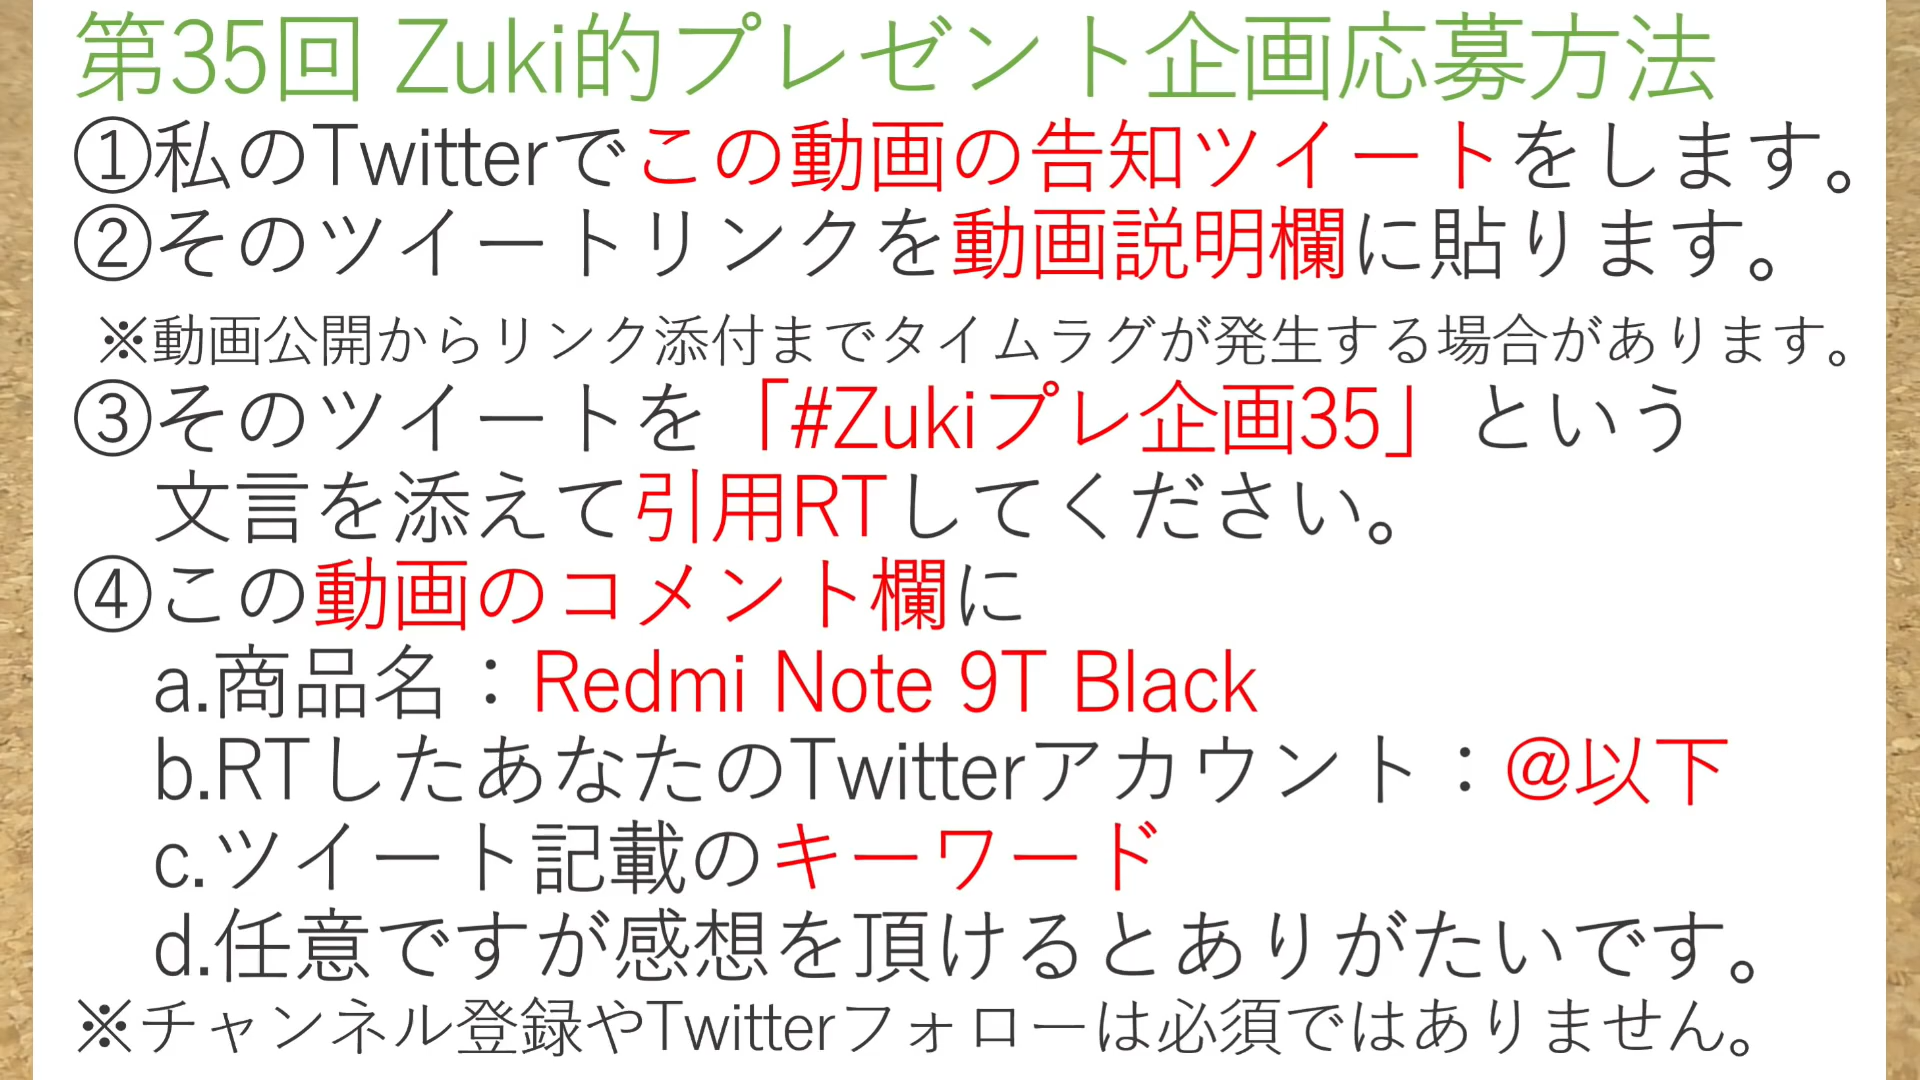 第35回 Zuki的プレゼント企画応募方法
①私のTwitterでこの動画の告知ツイートをします。
②そのツイートリンクを動画説明欄に貼ります。
※動画公開からリンク添付までタイムラグが発生する場合があります。
③そのツイートを「#Zukiプレ企画35」という
文言を添えて引用RTしてください。
④この動画のコメント欄に
a.商品名：Redmi Note 9T Black
b.RTしたあなたのTwitterアカウント：@以下
c.ツイート記載のキーワード
d.任意ですが感想を頂けるとありがたいです。
※チャンネル登録やTwitterフォローは必須ではありません。